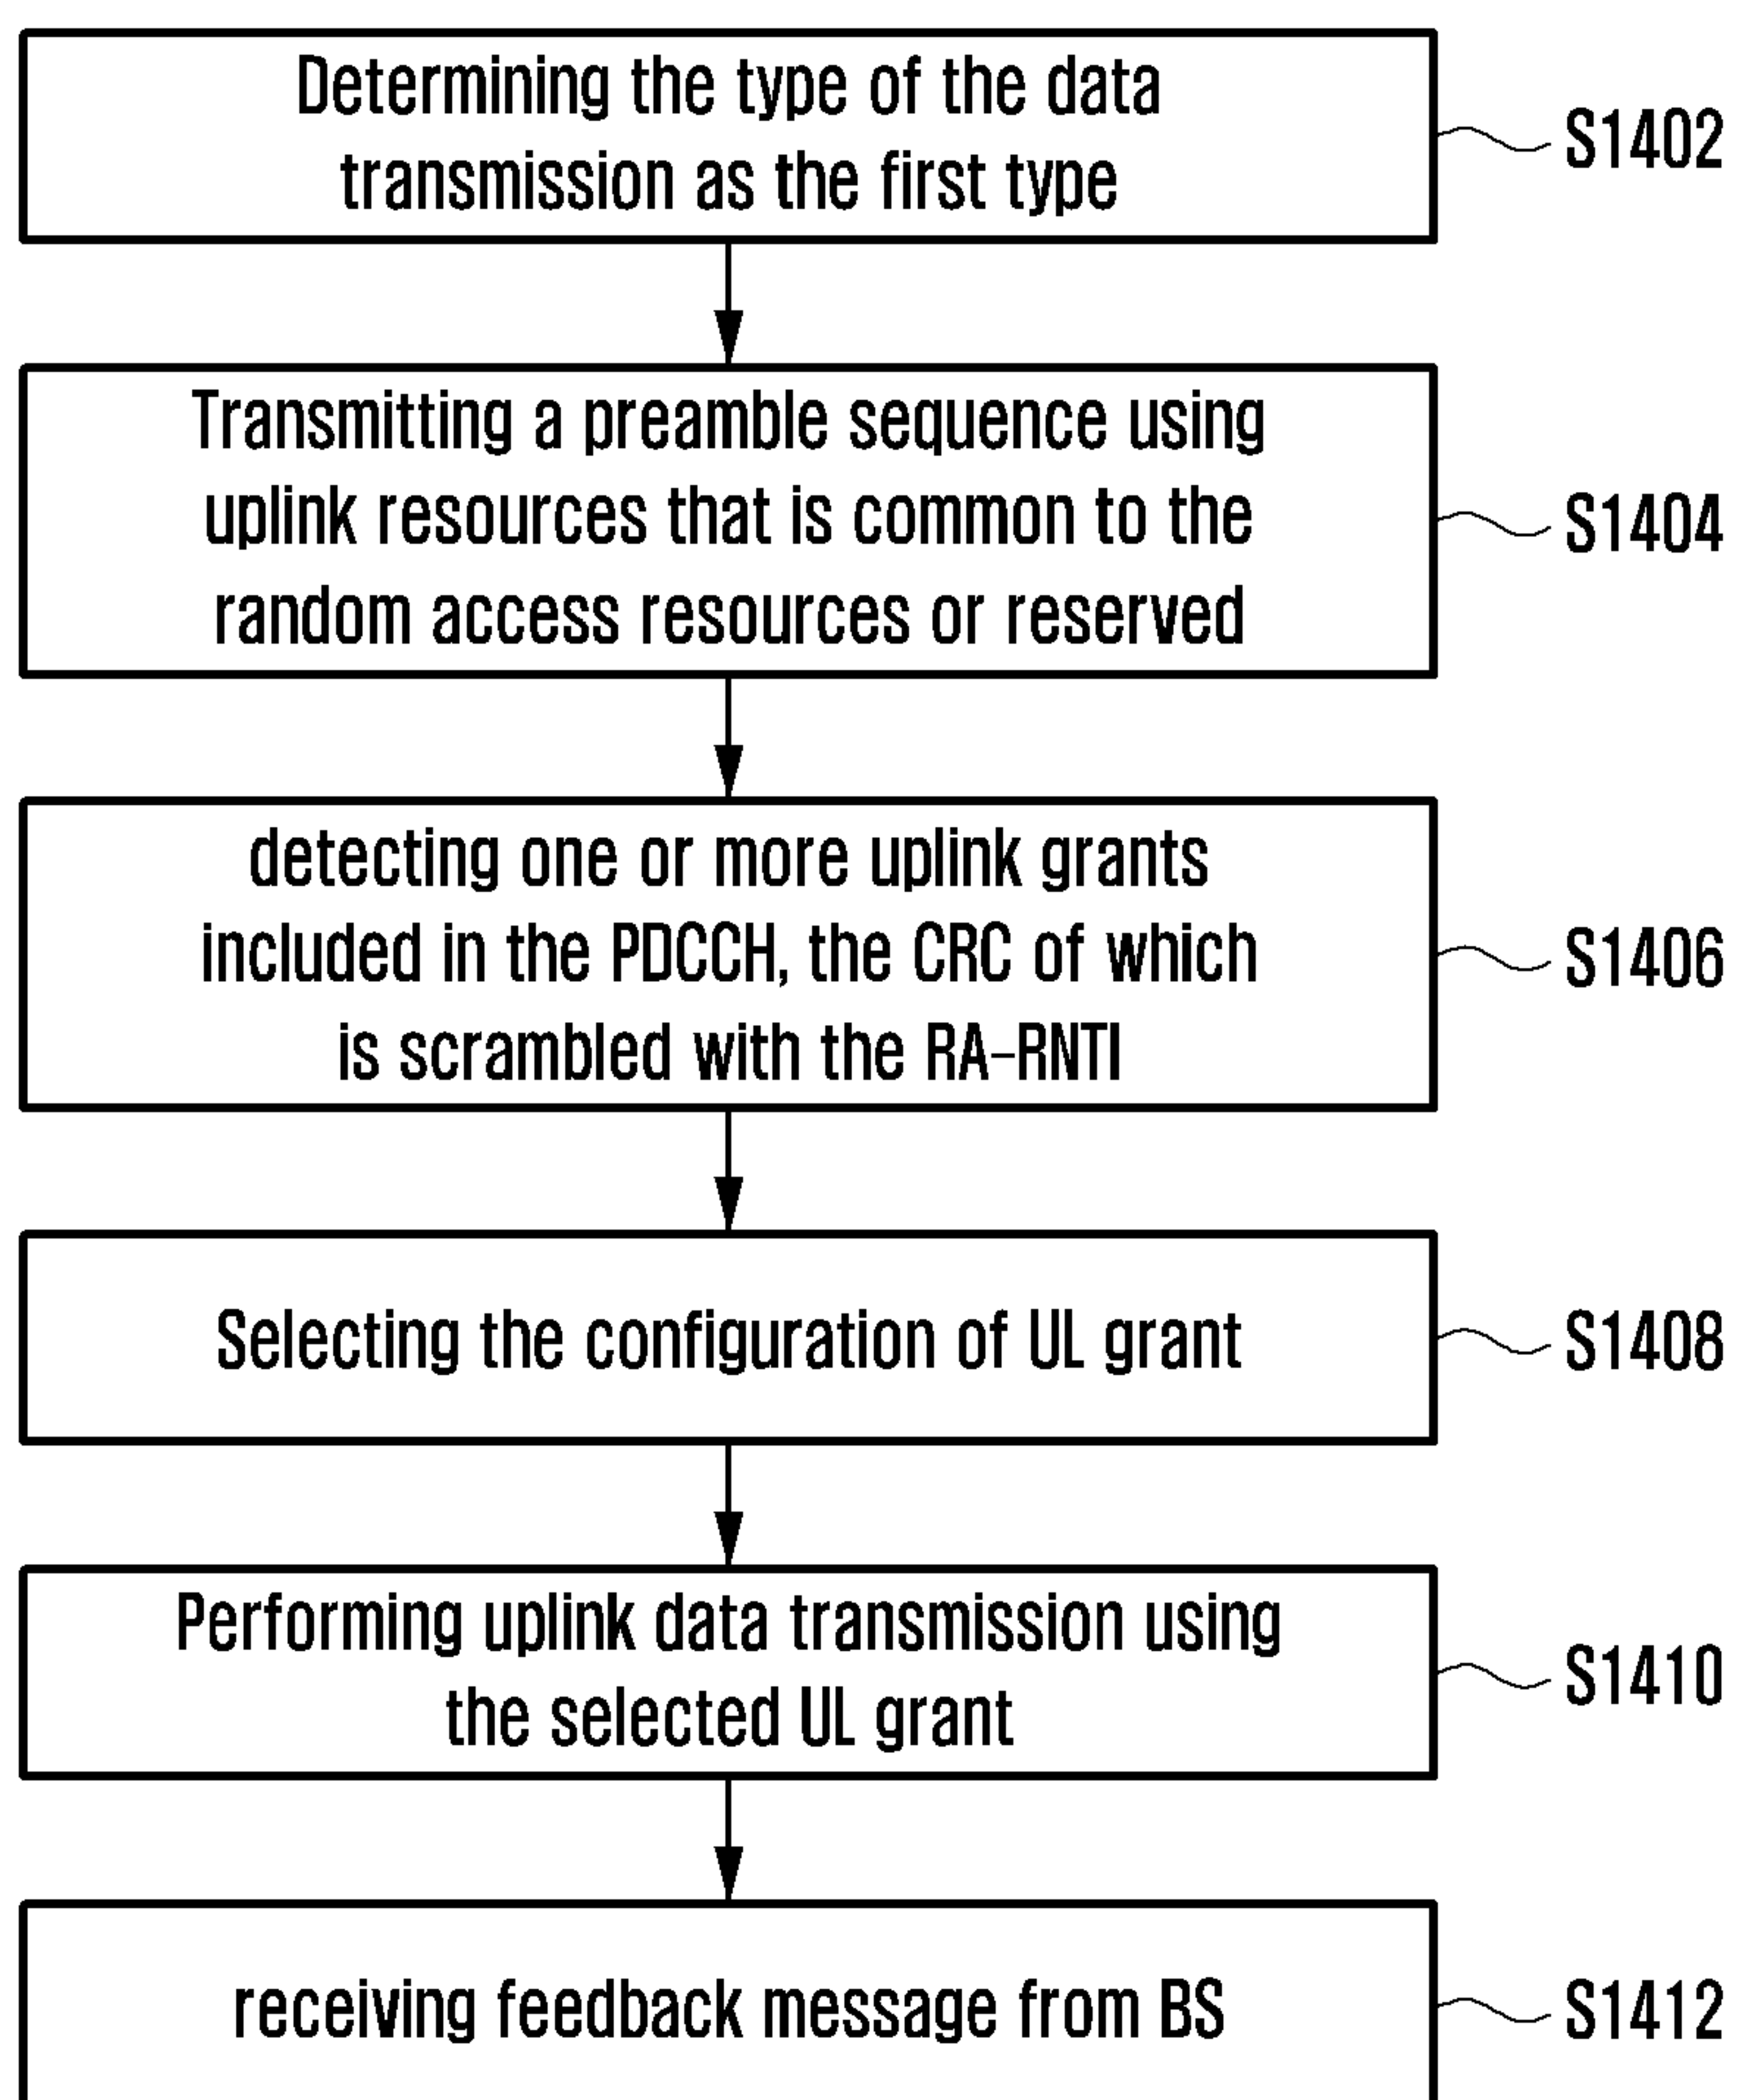 Determining the type of the data
transmission as the first type
S1402
Transmitting a preamble sequence using
uplink resources that is common to the
random access resources or reserved
S1404
detecting one or more uplink grants
included in the PDCCH, the CRC of which
is scrambled with the RA-RNTI
S1406
Selecting the configuration of UL grant
S1408
Performing uplink data transmission using
the selected UL grant
S1410
receiving feedback message from BS
S1412